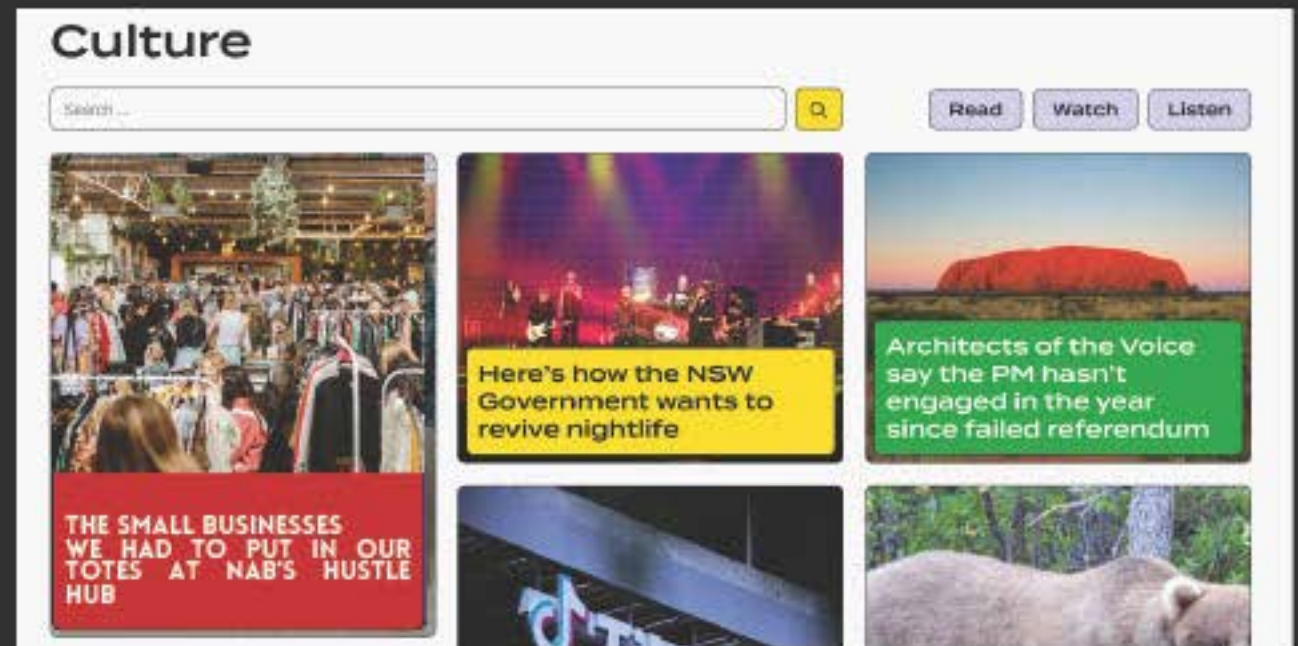 Culture
Search ...
Read
Watch
Listen
THE SMALL BUSINESSES
WE HAD TO PUT IN OUR
TOTES AT NAB'S HUSTLE
HUB
Here's how the NSW
Government wants to
revive nightlife
Architects of the Voice
say the PM hasn't
engaged in the year
since failed referendum